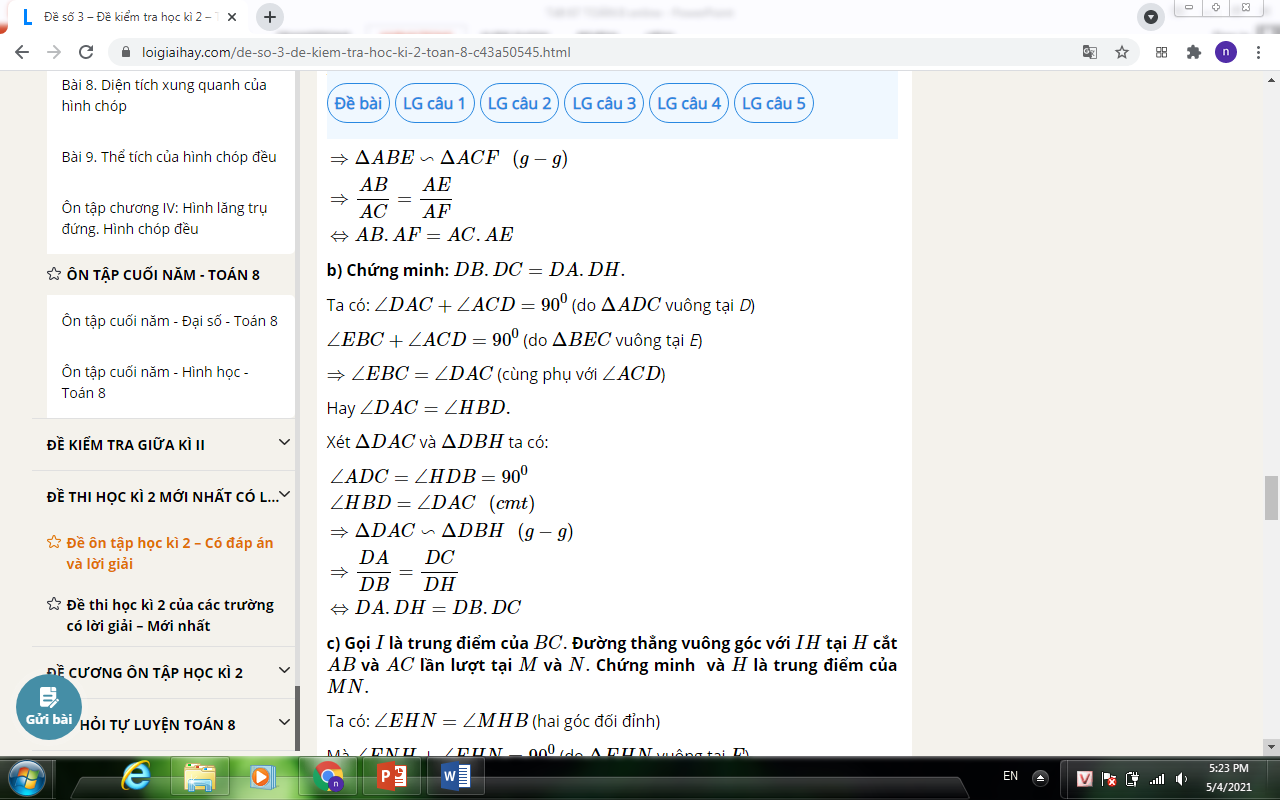 Đề số 3 – Đề kiểm tra học kì 2 – T
loigiaihay.com/de-so-3-de-kiem-tra-hoc-ki-2-toan-8-c43a50545.html
n
Bài 8. Diện tích xung quanh của
hình chóp
Bài 9. Thể tích của hình chóp đều
Ôn tập chương IV: Hình lăng trụ
đứng. Hình chóp đều
ÔN TẬP CUỐI NĂM - TOÁN 8
Ôn tập cuối năm - Đại số - Toán 8
Ôn tập cuối năm - Hình học -
Toán 8
ĐỀ KIỂM TRA GIỮA KÌ II
ĐỀ THI HỌC KÌ 2 MỚI NHẤT CÓ L...
Đề ôn tập học kì 2 – Có đáp án
và lời giải
Đề thi học kì 2 của các trường
có lời giải – Mới nhất
ĐỀ CƯƠNG ÔN TẬP HỌC KÌ 2
HỎI TỰ LUYỆN TOÁN 8
Gửi bài
Đề bài LG câu 1 LG câu 2 LG câu 3 LG câu 4 LG câu 5
⇒ ΔABE ∽ ΔACF (g − g)
⇒ AB/AC = AE/AF
⇔ AB. AF = AC. AE
b) Chứng minh: DB. DC = DA. DH.
Ta có: ∠DAC + ∠ACD = 90⁰ (do ΔADC vuông tại D)
∠EBC + ∠ACD = 90⁰ (do ΔBEC vuông tại E)
⇒ ∠EBC = ∠DAC (cùng phụ với ∠ACD)
Hay ∠DAC = ∠HBD.
Xét ΔDAC và ΔDBH ta có:
∠ADC = ∠HDB = 90⁰
∠HBD = ∠DAC (cmt)
⇒ ΔDAC ∽ ΔDBH (g − g)
⇒ DA/DB = DC/DH
⇔ DA. DH = DB. DC
c) Gọi I là trung điểm của BC. Đường thẳng vuông góc với IH tại H cắt
AB và AC lần lượt tại M và N. Chứng minh và H là trung điểm của
MN.
Ta có: ∠EHN = ∠MHB (hai góc đối đỉnh)
Mà ∠ENH + ∠EHN = 90⁰ (do ΔEHN vuông tại E)
EN
5:23 PM
5/4/2021